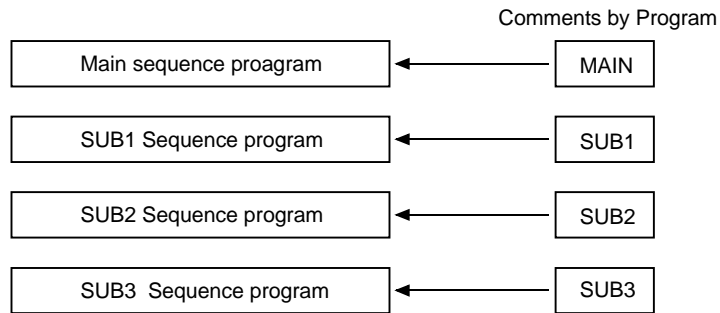 Comments by Program
Main sequence proagram MAIN
SUB1 Sequence program SUB1
SUB2 Sequence program SUB2
SUB3 Sequence program SUB3